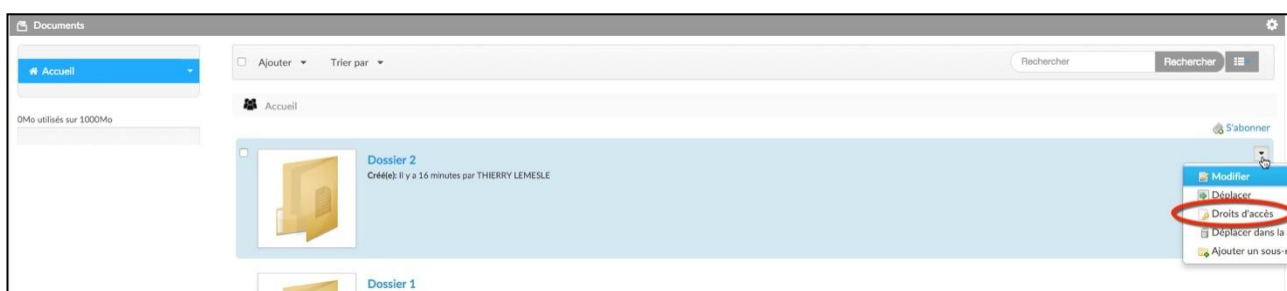 Documents
Accueil
0Mo utilisés sur 1000Mo
Ajouter Trier par Rechercher Rechercher
Accueil
S'abonner
Dossier 2
Créé(e): Il y a 16 minutes par THIERRY LEMESLE
Modifier
Déplacer
Droits d'accès
Déplacer dans la
Ajouter un sous-
Dossier 1